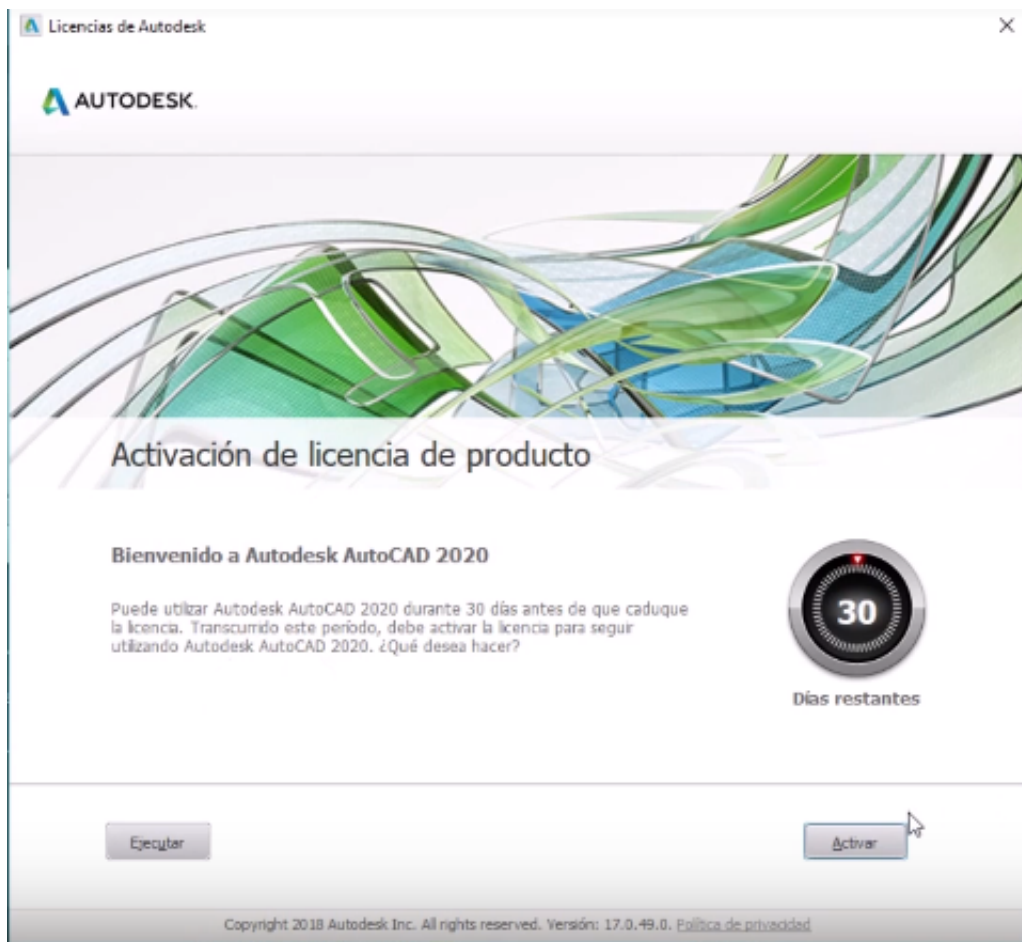 Licencias de Autodesk
AUTODESK.
Activación de licencia de producto
Bienvenido a Autodesk AutoCAD 2020
Puede utilizar Autodesk AutoCAD 2020 durante 30 días antes de que caduque
la licencia. Transcurrido este período, debe activar la licencia para seguir
utilizando Autodesk AutoCAD 2020. ¿Qué desea hacer?
30
Días restantes
Ejecutar
Activar
Copyright 2018 Autodesk Inc. All rights reserved. Versión: 17.0.49.0. Política de privacidad